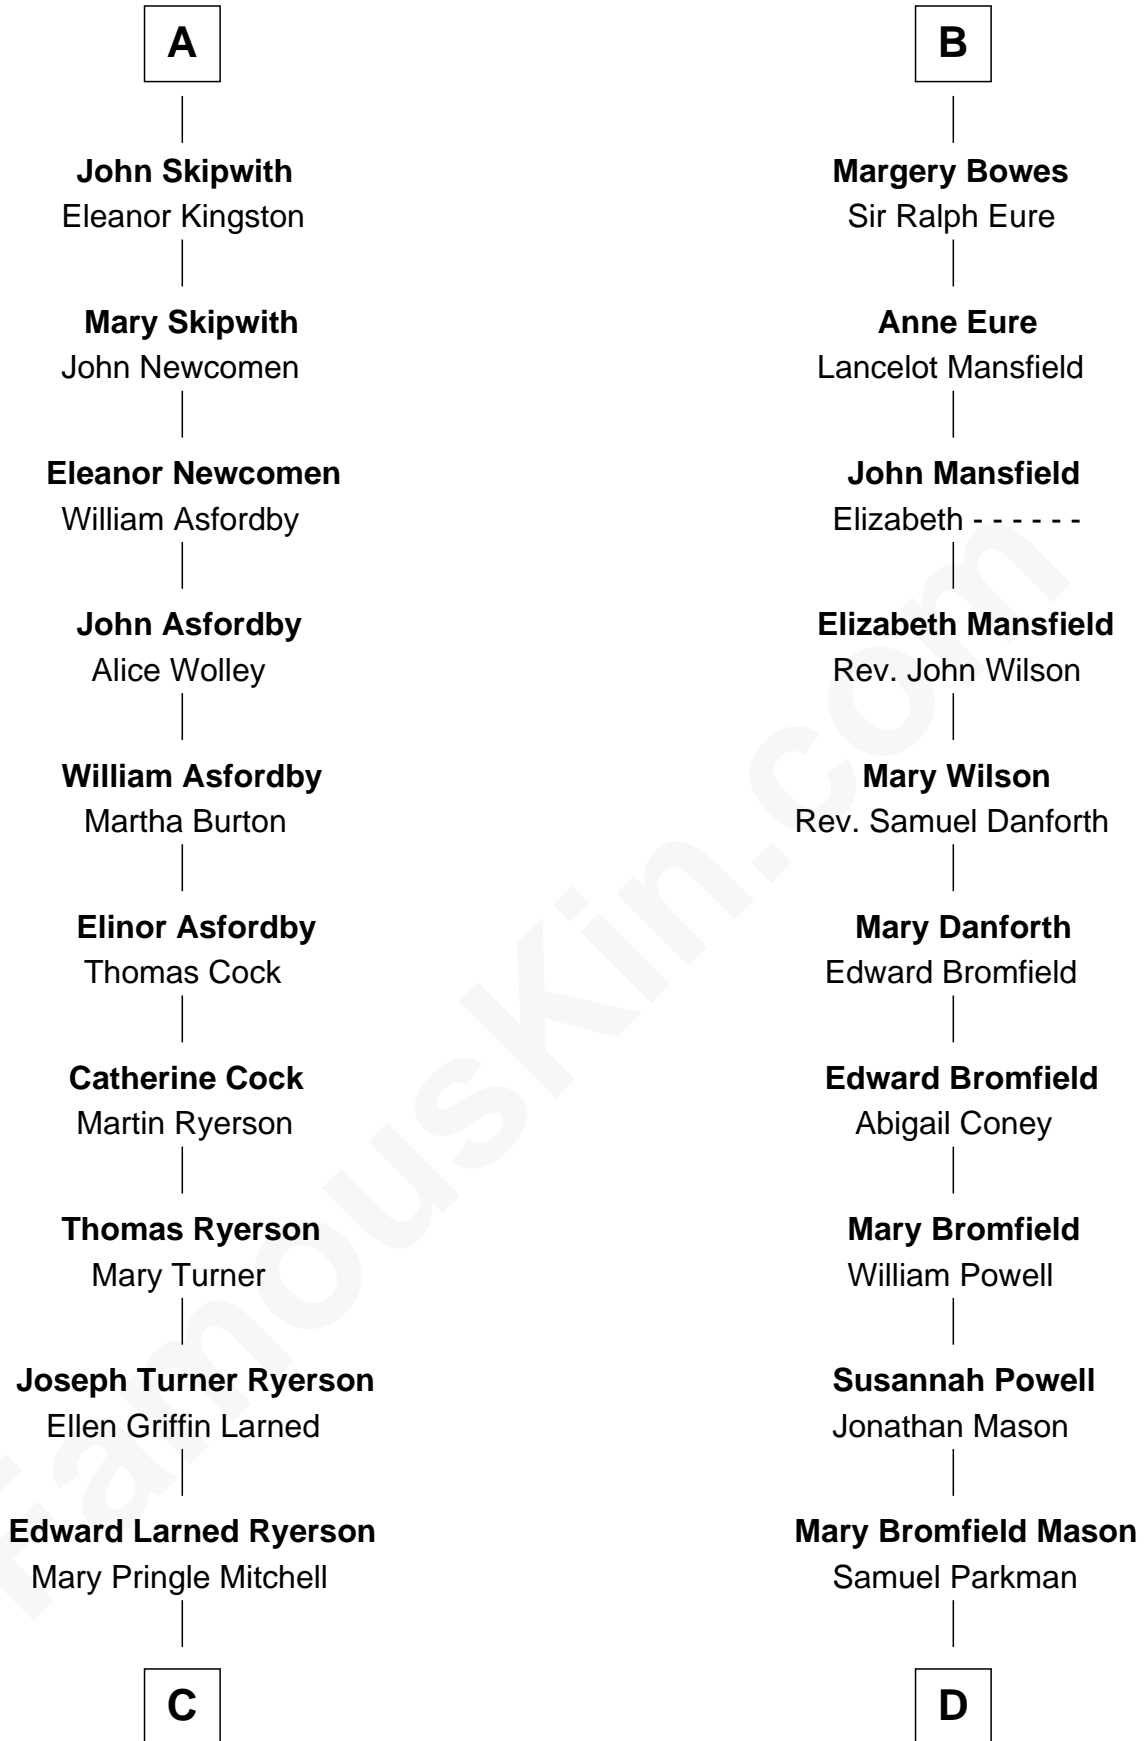 A
John Skipwith
Eleanor Kingston
Mary Skipwith
John Newcomen
Eleanor Newcomen
William Asfordby
John Asfordby
Alice Wolley
William Asfordby
Martha Burton
Elinor Asfordby
Thomas Cock
Catherine Cock
Martin Ryerson
Thomas Ryerson
Mary Turner
Joseph Turner Ryerson
Ellen Griffin Larned
Edward Larned Ryerson
Mary Pringle Mitchell
C
B
Margery Bowes
Sir Ralph Eure
Anne Eure
Lancelot Mansfield
John Mansfield
Elizabeth - - - - - -
Elizabeth Mansfield
Rev. John Wilson
Mary Wilson
Rev. Samuel Danforth
Mary Danforth
Edward Bromfield
Edward Bromfield
Abigail Coney
Mary Bromfield
William Powell
Susannah Powell
Jonathan Mason
Mary Bromfield Mason
Samuel Parkman
D
FamousKin.com